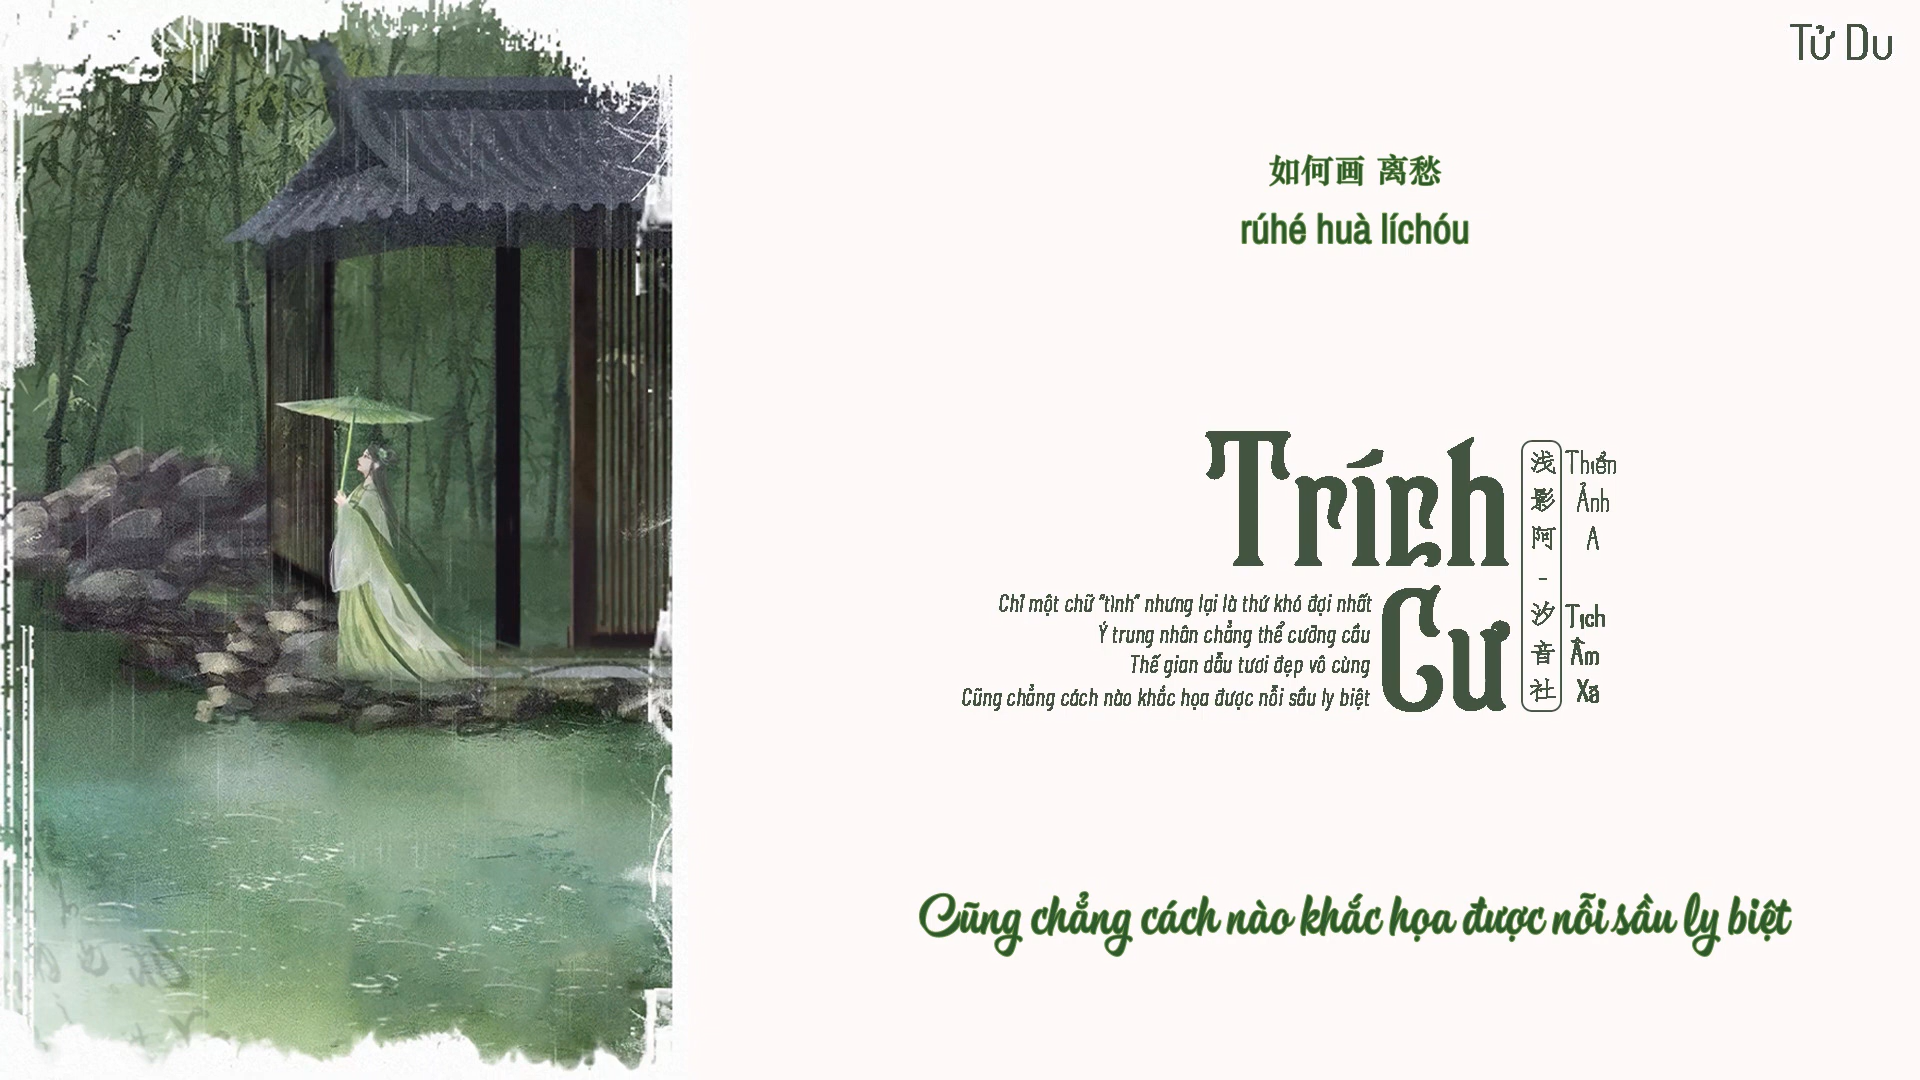 Tử Du
如何画 离愁
rúhé huà líchóu
Trích
Cư
Chỉ một chữ "tình" nhưng lại là thứ khó đợi nhất
Ý trung nhân chẳng thể cưỡng cầu
Thế gian dẫu tươi đẹp vô cùng
Cũng chẳng cách nào khắc họa được nỗi sầu ly biệt
浅影阿 - 汐音社
Thiển
Ảnh
A
Tịch
Âm
Xã
Cũng chẳng cách nào khắc họa được nỗi sầu ly biệt